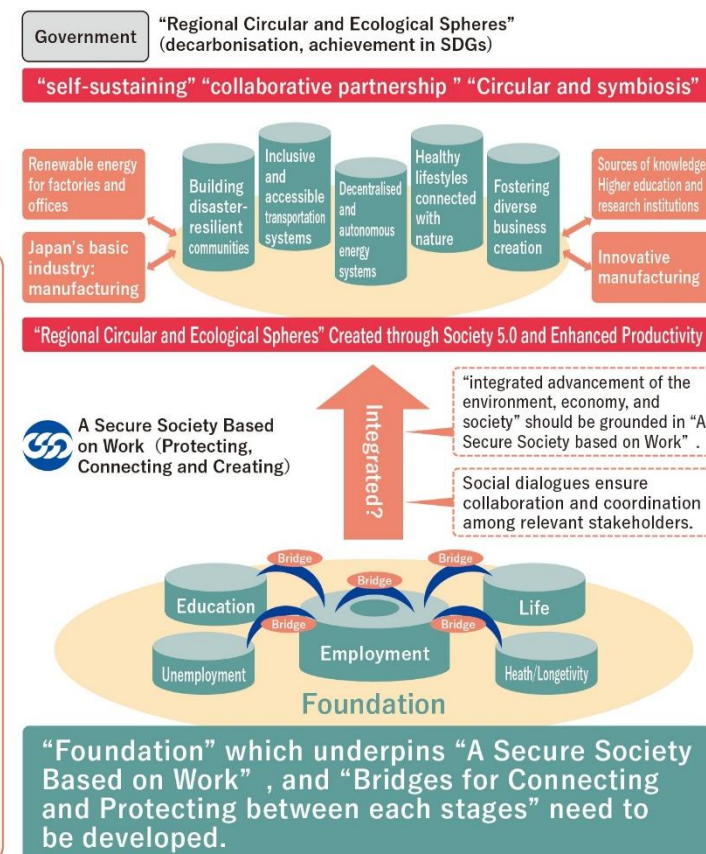 Government
“Regional Circular and Ecological Spheres”
(decarbonisation, achievement in SDGs)
“self-sustaining” “collaborative partnership ” “Circular and symbiosis”
Renewable energy
for factories and
offices
Japan’s basic
industry:
manufacturing
Building
disaster-
resilient
communities
Inclusive
and
accessible
transportation
systems
Decentralised
and
autonomous
energy
systems
Healthy
lifestyles
connected
with
nature
Fostering
diverse
business
creation
Sources of knowledge
Higher education and
research institutions
Innovative
manufacturing
“Regional Circular and Ecological Spheres” Created through Society 5.0 and Enhanced Productivity
A Secure Society Based
on Work (Protecting,
Connecting and Creating)
Integrated?
“integrated advancement of the
environment, economy, and
society” should be grounded in “A
Secure Society based on Work” .
Social dialogues ensure
collaboration and coordination
among relevant stakeholders.
Bridge
Bridge
Bridge
Education
Life
Bridge
Bridge
Unemployment
Employment
Heath/Longetivity
Foundation
“Foundation” which underpins “A Secure Society
Based on Work” , and “Bridges for Connecting
and Protecting between each stages” need to
be developed.